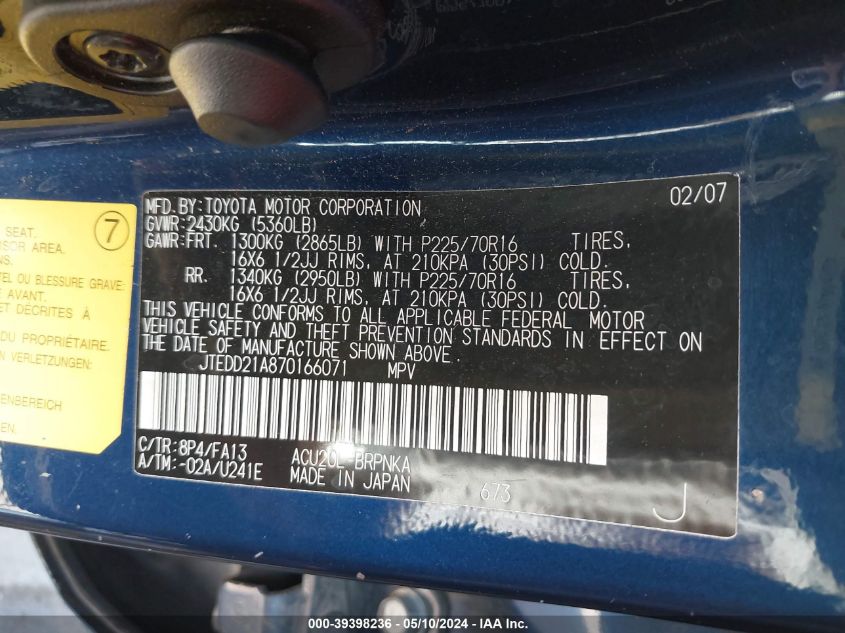 MFD. BY: TOYOTA MOTOR CORPORATION 02/07
GVWR: 2430KG (5360LB)
GAWR: FRT. 1300KG (2865LB) WITH P225/70R16 TIRES,
16X6 1/2JJ RIMS, AT 210KPA (30PSI) COLD.
RR. 1340KG (2950LB) WITH P225/70R16 TIRES,
16X6 1/2JJ RIMS, AT 210KPA (30PSI) COLD.
THIS VEHICLE CONFORMS TO ALL APPLICABLE FEDERAL MOTOR
VEHICLE SAFETY AND THEFT PREVENTION STANDARDS IN EFFECT ON
THE DATE OF MANUFACTURE SHOWN ABOVE.
JTEDD21A870166071 MPV
C/TR: 8P4/FA13 ACU20L-BRPNKA
A/TM: -02A/U241E MADE IN JAPAN
673 J
7
SEAT.
OU BLESSURE GRAVE:
AVANT.
ET DÉCRITES À
DU PROPRIÉTAIRE.
VERLETZUNGEN:
000-39398236 - 05/10/2024 - IAA Inc.